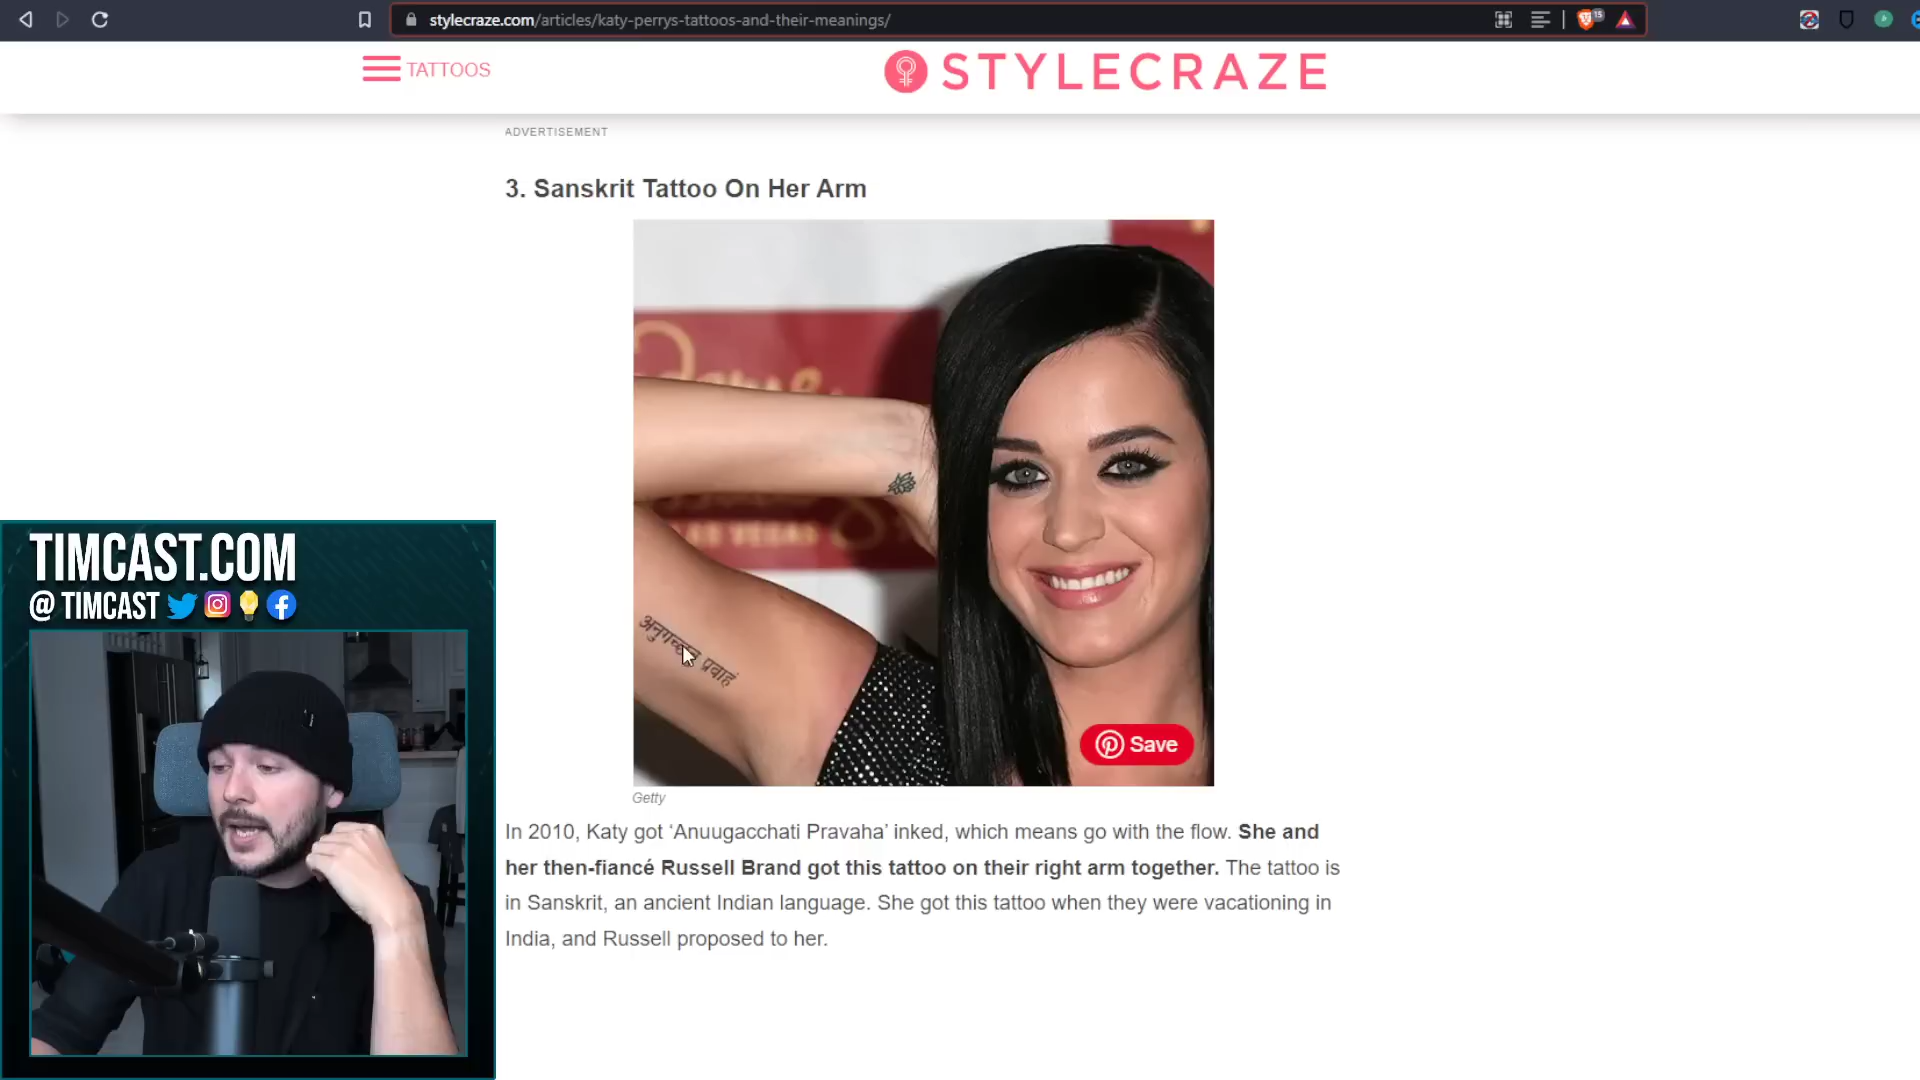 stylecraze.com/articles/katy-perrys-tattoos-and-their-meanings/
15
TATTOOS
STYLECRAZE
ADVERTISEMENT
3. Sanskrit Tattoo On Her Arm
VEGAS
प्रवाहं
Save
Getty
In 2010, Katy got ‘Anuugacchati Pravaha’ inked, which means go with the flow. She and
her then-fiancé Russell Brand got this tattoo on their right arm together. The tattoo is
in Sanskrit, an ancient Indian language. She got this tattoo when they were vacationing in
India, and Russell proposed to her.
TIMCAST.COM
@ TIMCAST